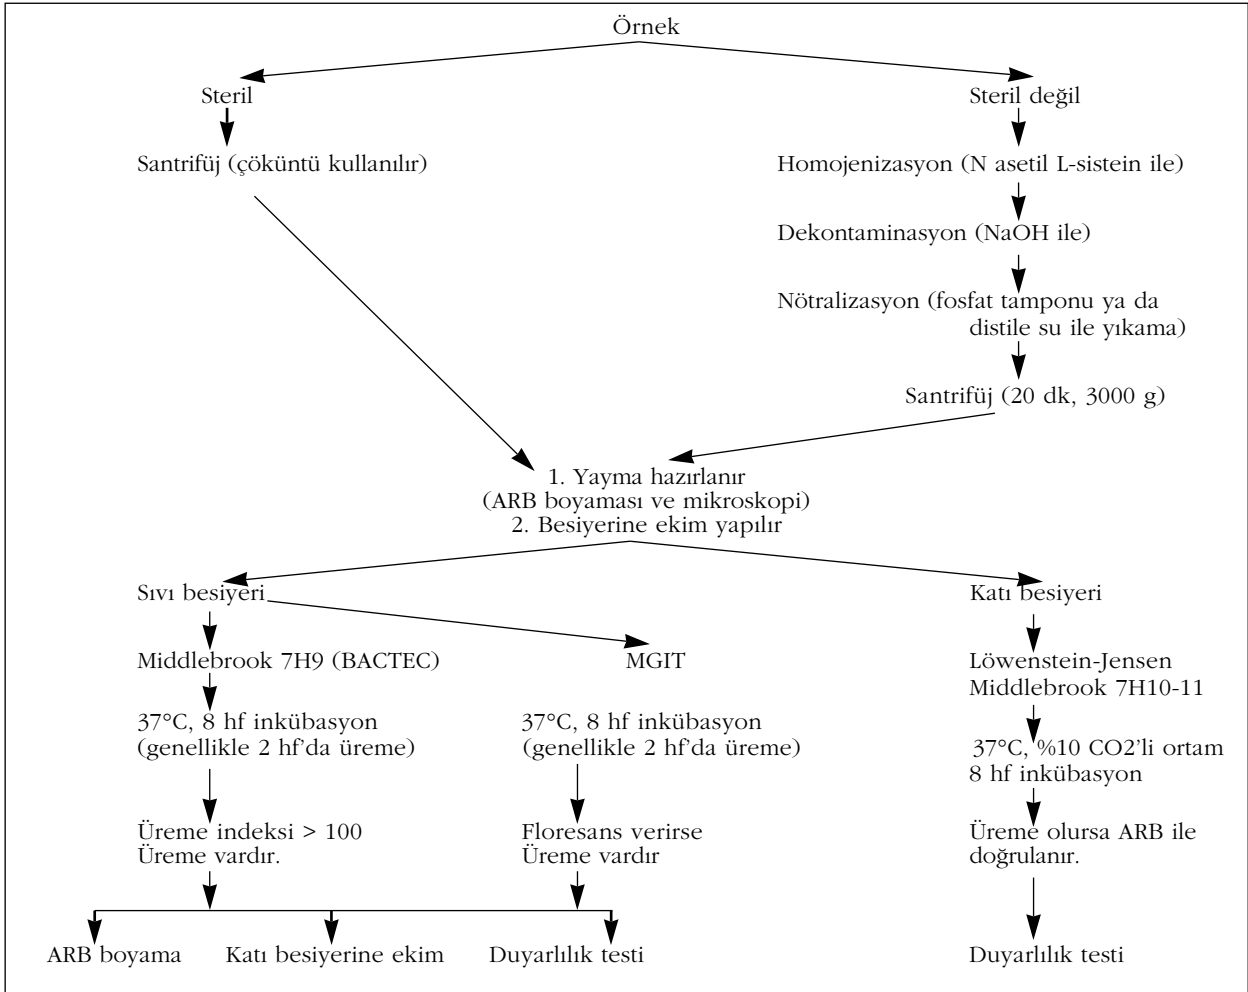 Örnek
Steril
Steril değil
Santrifüj (çöküntü kullanılır)
Homojenizasyon (N asetil L-sistein ile)
Dekontaminasyon (NaOH ile)
Nötralizasyon (fosfat tamponu ya da
distile su ile yıkama)
Santrifüj (20 dk, 3000 g)
1. Yayma hazırlanır
(ARB boyaması ve mikroskopi)
2. Besiyerine ekim yapılır
Sıvı besiyeri
Katı besiyeri
Middlebrook 7H9 (BACTEC)
MGIT
Löwenstein-Jensen
Middlebrook 7H10-11
37°C, 8 hf inkübasyon
(genellikle 2 hf'da üreme)
37°C, 8 hf inkübasyon
(genellikle 2 hf'da üreme)
37°C, %10 CO2'li ortam
8 hf inkübasyon
Üreme indeksi > 100
Üreme vardır.
Floresans verirse
Üreme vardır
Üreme olursa ARB ile
doğrulanır.
ARB boyama
Katı besiyerine ekim
Duyarlılık testi
Duyarlılık testi